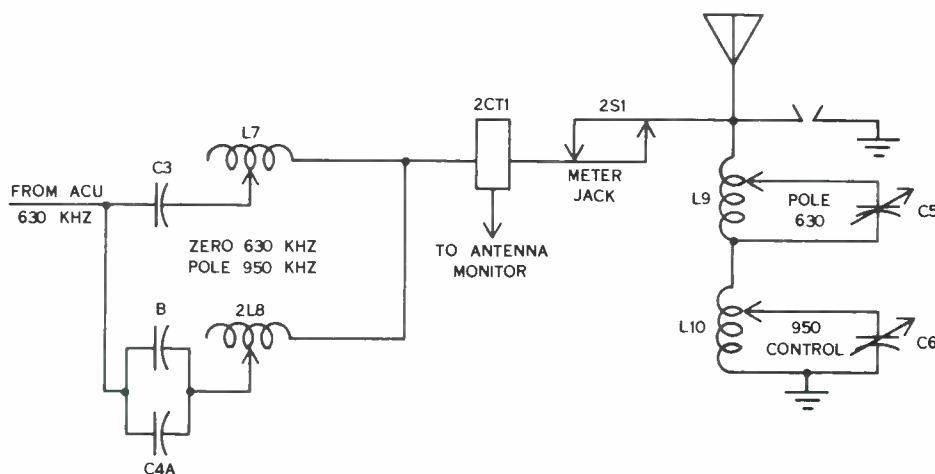 2CT1
2S1
L7
C3
FROM ACU
630 KHZ
METER
JACK
L9
POLE
630
C5
ZERO 630 KHZ
POLE 950 KHZ
TO ANTENNA
MONITOR
B
2L8
L10
950
CONTROL
C6
C4A